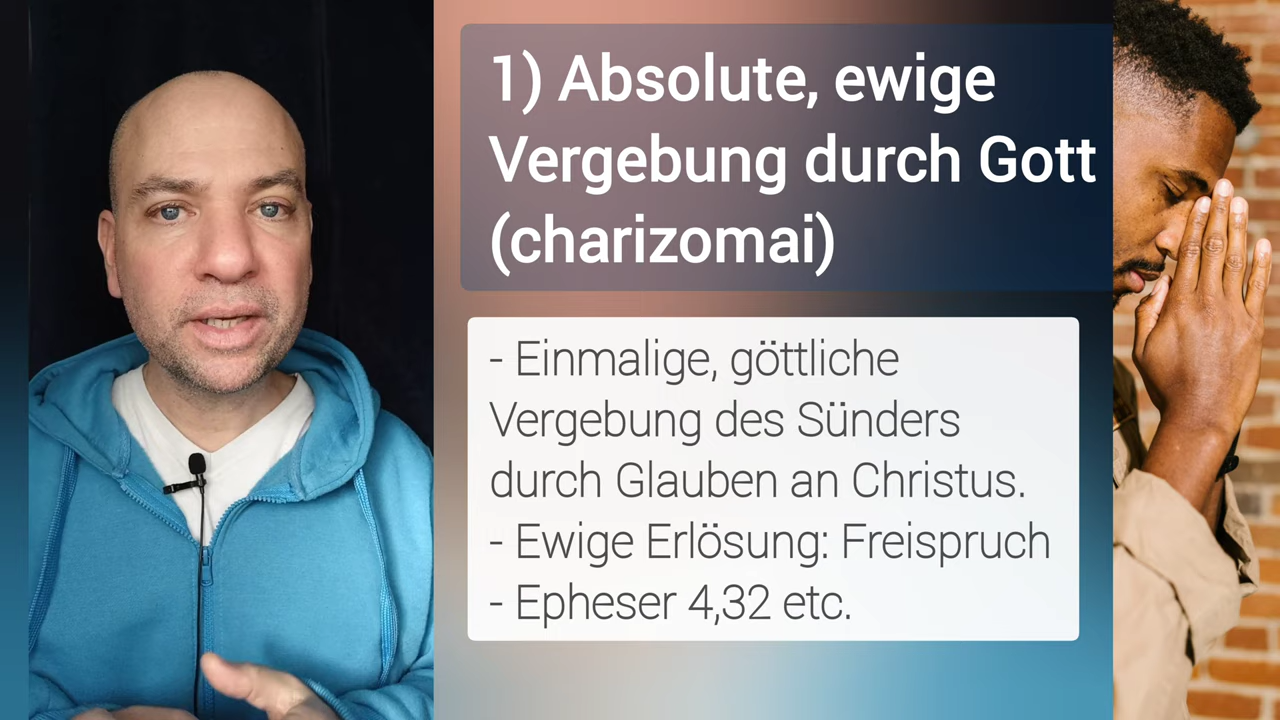 1) Absolute, ewige
Vergebung durch Gott
(charizomai)
- Einmalige, göttliche
Vergebung des Sünders
durch Glauben an Christus.
- Ewige Erlösung: Freispruch
- Epheser 4,32 etc.